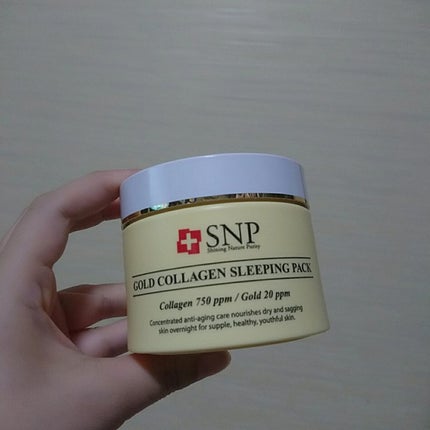 SNP
Shining Nature Purity
GOLD COLLAGEN SLEEPING PACK
Collagen 750 ppm / Gold 20 ppm
Concentrated anti-aging care nourishes dry and sagging
skin overnight for supple, healthy, youthful skin.